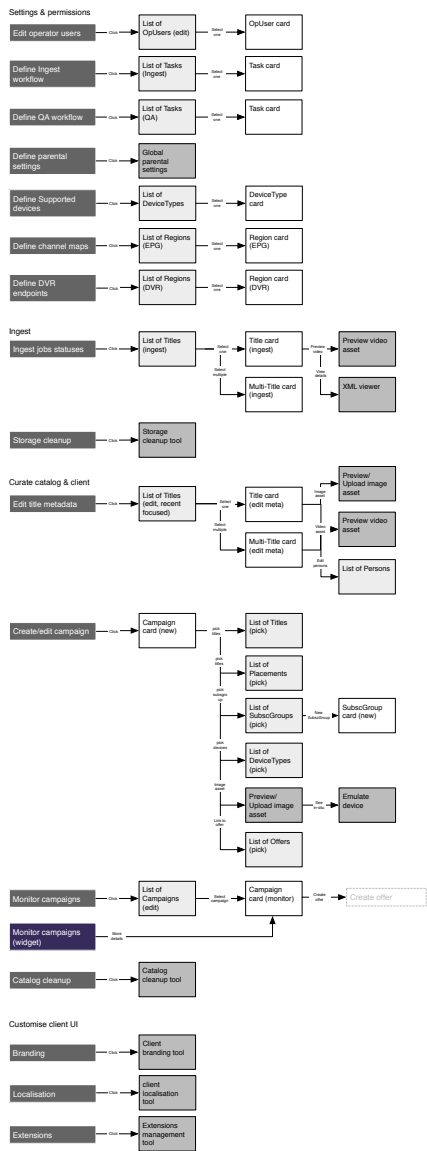 Settings & permissions
Edit operator users
Click
List of
OpUsers (edit)
Select
one
OpUser card
Define Ingest
workflow
Click
List of Tasks
(Ingest)
Select
one
Task card
Define QA workflow
Click
List of Tasks
(QA)
Select
one
Task card
Define parental
settings
Click
Global
parental
settings
Define Supported
devices
Click
List of
DeviceTypes
Select
one
DeviceType
card
Define channel maps
Click
List of Regions
(EPG)
Select
one
Region card
(EPG)
Define DVR
endpoints
Click
List of Regions
(DVR)
Select
one
Region card
(DVR)
Ingest
Ingest jobs statuses
Click
List of Titles
(ingest)
Select
one
Title card
(ingest)
Preview
video
Preview video
asset
Select
multiple
Multi-Title card
(ingest)
View
details
XML viewer
Storage cleanup
Click
Storage
cleanup tool
Curate catalog & client
Edit title metadata
Click
List of Titles
(edit, recent
focused)
Select
one
Title card
(edit meta)
Image
asset
Preview/
Upload image
asset
Select
multiple
Multi-Title card
(edit meta)
Video
asset
Preview video
asset
Edit
persons
List of Persons
Create/edit campaign
Click
Campaign
card (new)
pick
titles
List of Titles
(pick)
pick
titles
List of
Placements
(pick)
pick
subsgro
ups
List of
SubscGroups
(pick)
New
SubscGroup
SubscGroup
card (new)
pick
devices
List of
DeviceTypes
(pick)
Image
asset
Preview/
Upload image
asset
See
in-situ
Emulate
device
Link to
offer
List of Offers
(pick)
Monitor campaigns
Click
List of
Campaigns
(edit)
Select
campaign
Campaign
card (monitor)
Create
offer
Create offer
Monitor campaigns
(widget)
Show
details
Catalog cleanup
Click
Catalog
cleanup tool
Customise client UI
Branding
Click
Client
branding tool
Localisation
Click
client
localisation
tool
Extensions
Click
Extensions
management
tool